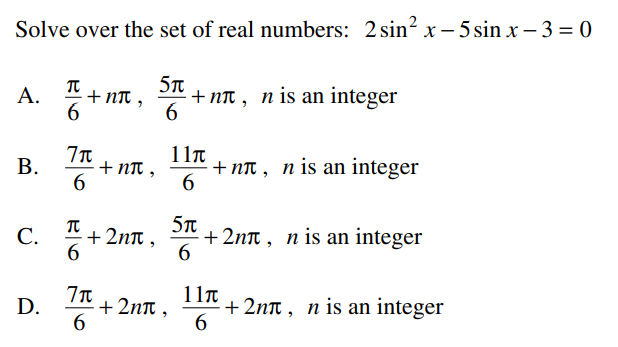 Solve over the set of real numbers: 2 sin² x – 5 sin x – 3 = 0
A. π/6 + nπ , 5π/6 + nπ , n is an integer
B. 7π/6 + nπ , 11π/6 + nπ , n is an integer
C. π/6 + 2nπ , 5π/6 + 2nπ , n is an integer
D. 7π/6 + 2nπ , 11π/6 + 2nπ , n is an integer